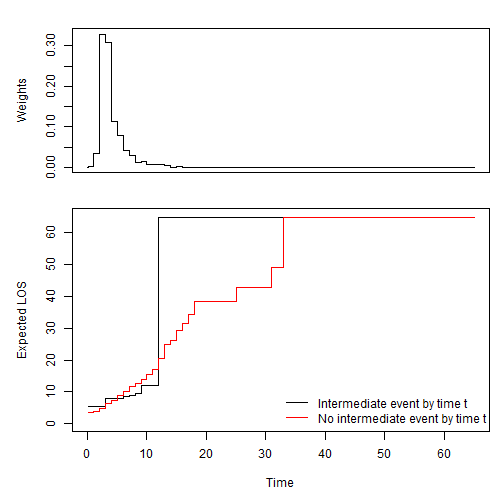 Weights
0.30
0.20
0.10
0.00
Expected LOS
60
50
40
30
20
10
0
Intermediate event by time t
No intermediate event by time t
0 10 20 30 40 50 60
Time